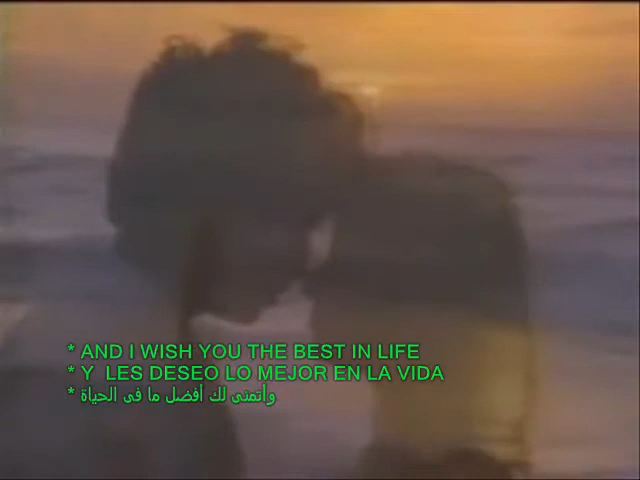 * AND I WISH YOU THE BEST IN LIFE
* Y  LES DESEO LO MEJOR EN LA VIDA
* وأتمنى لك أفضل ما فى الحياة